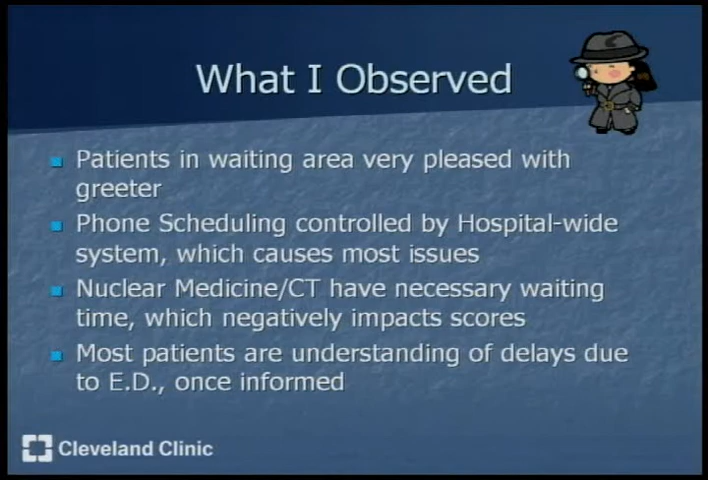 What I Observed
Patients in waiting area very pleased with
greeter
Phone Scheduling controlled by Hospital-wide
system, which causes most issues
Nuclear Medicine/CT have necessary waiting
time, which negatively impacts scores
Most patients are understanding of delays due
to E.D., once informed
Cleveland Clinic